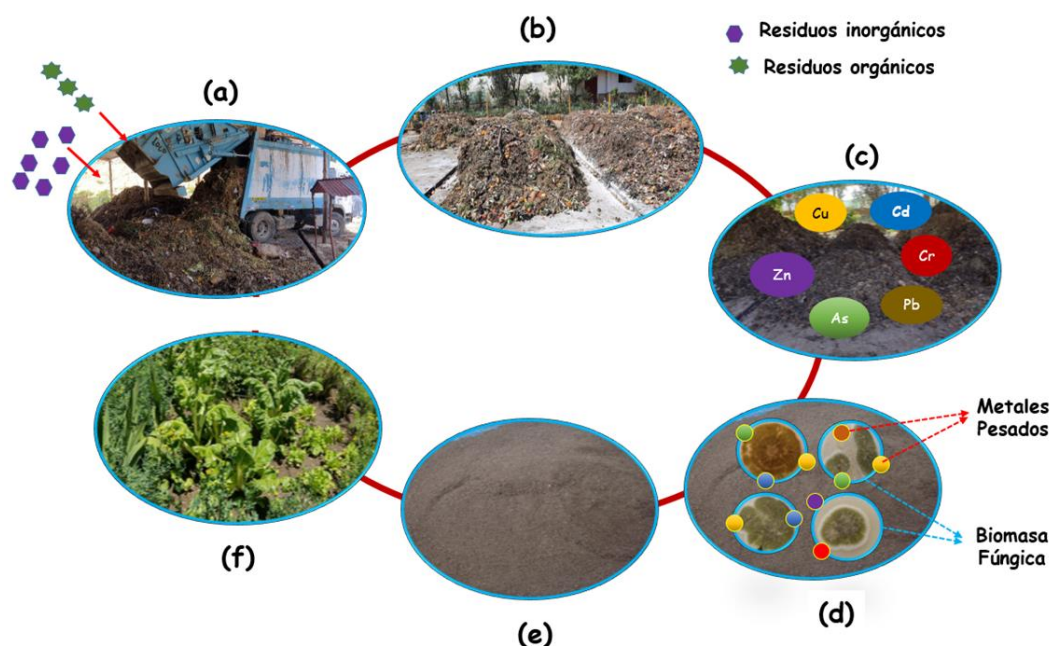 (b)
Residuos inorgánicos
Residuos orgánicos
(a)
(c)
Cu
Cd
Cr
Zn
Pb
As
Metales
Pesados
Biomasa
Fúngica
(f)
(e)
(d)